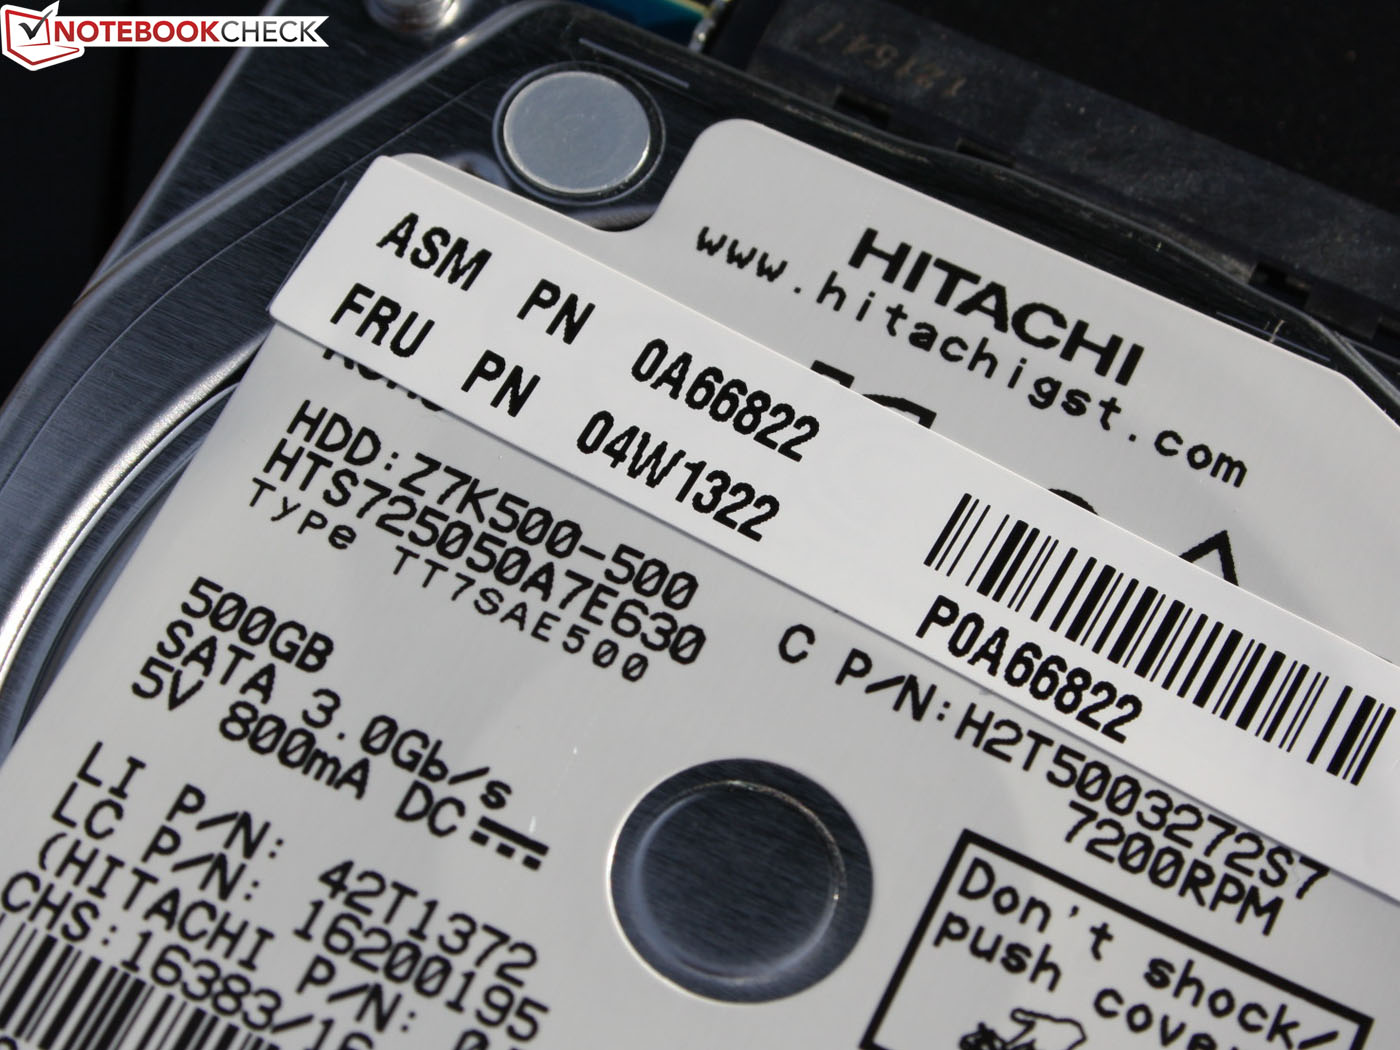 NOTEBOOKCHECK
HITACHI
www.hitachigst.com
ASM PN 0A66822
FRU PN 04W1322
P0A66822
HDD:Z7K500-500
HTS725050A7E630
Type TT7SAE500
C P/N:H2T5003272S7
7200RPM
500GB
SATA 3.0Gb/s
5V 800mA DC
LI P/N: 42T1372
LC P/N: 16200195
(HITACHI P/N:
CHS:16383/16
Don't shock/
push